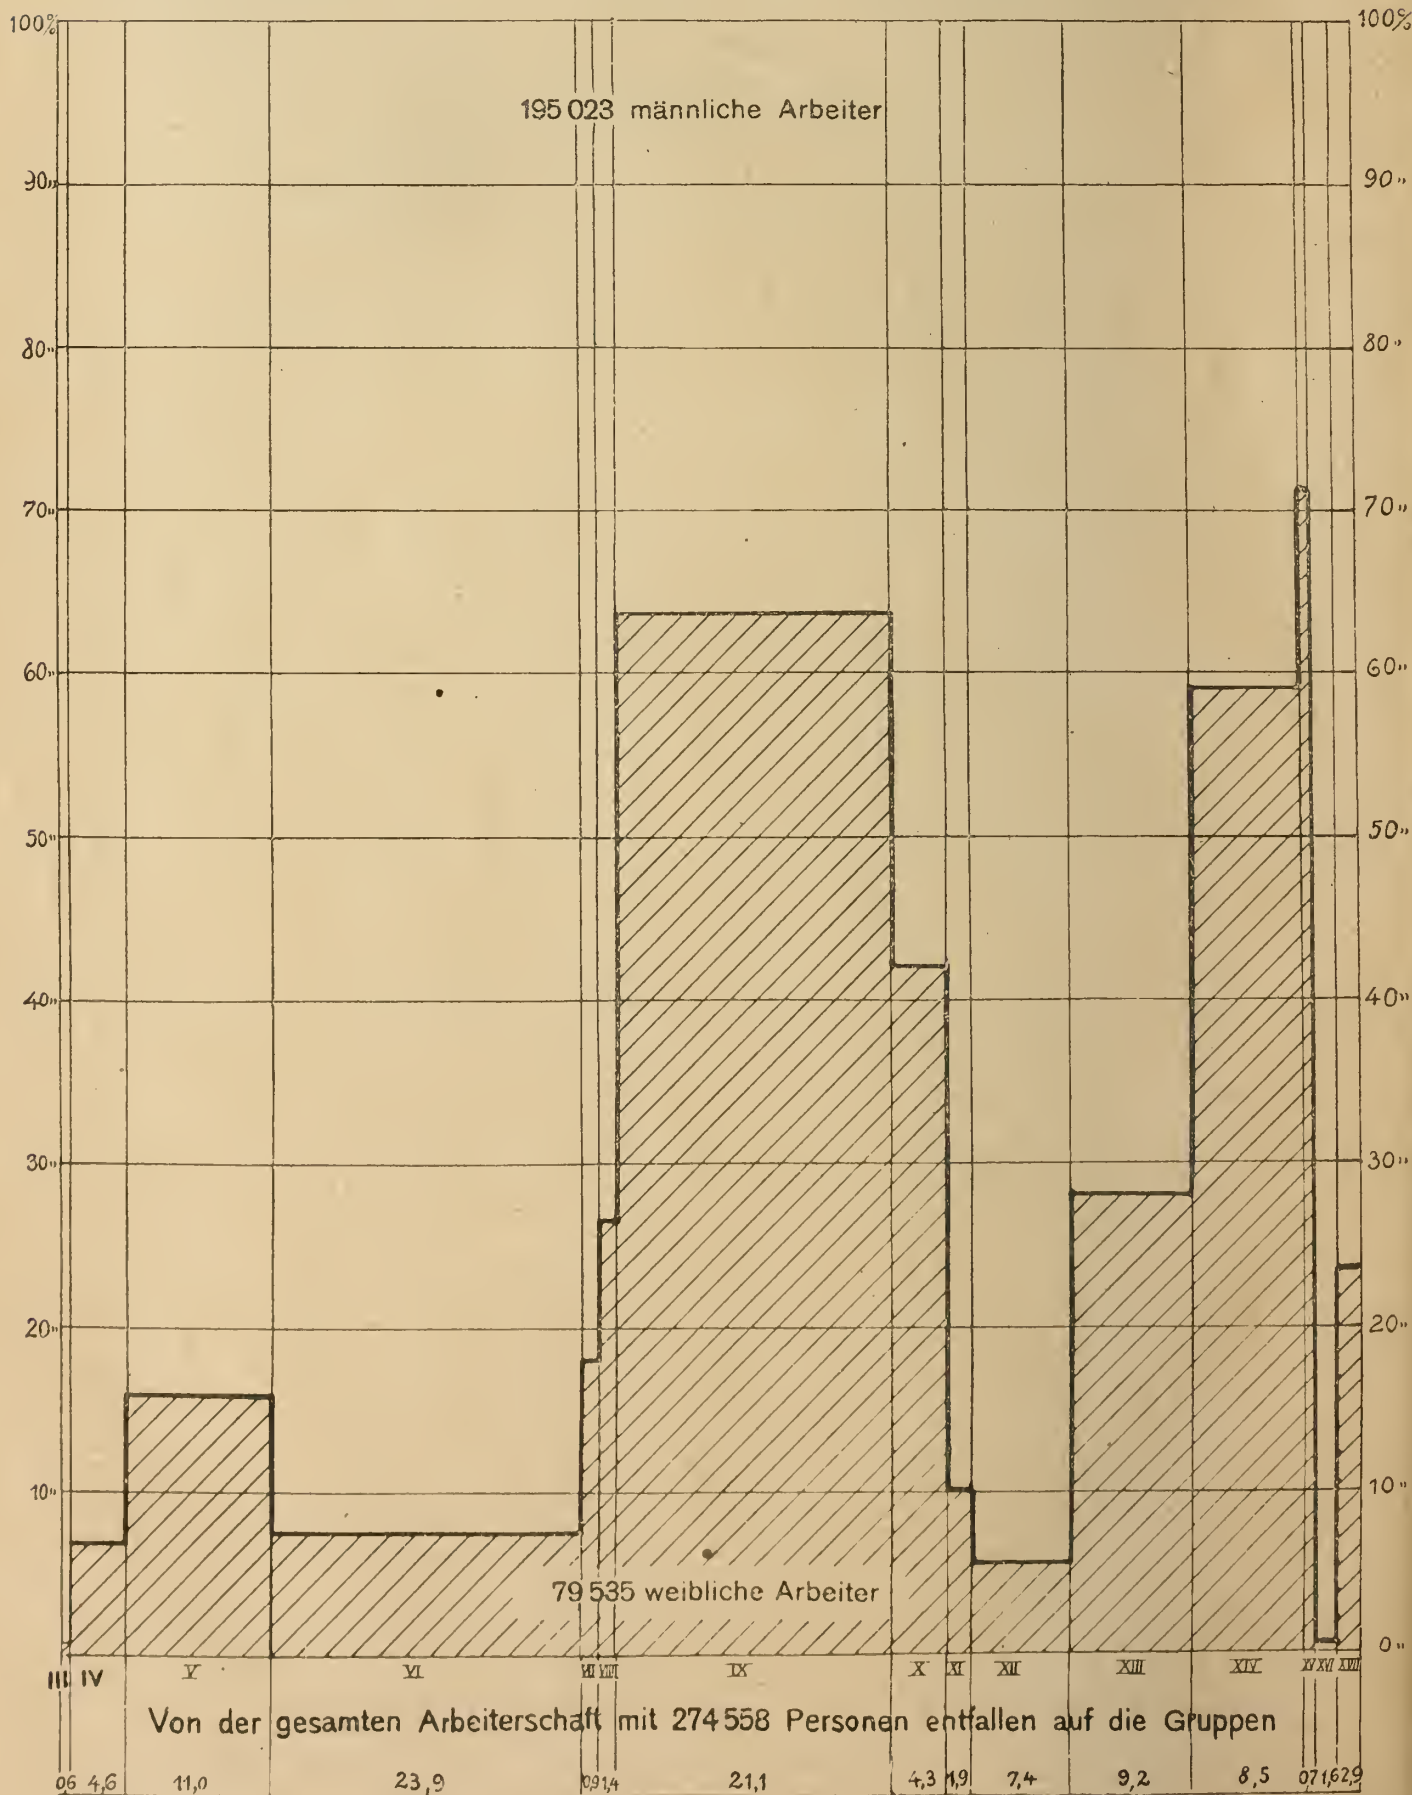 100% 100%
195 023 männliche Arbeiter
90„ 90„
80„ 80„
70„ 70„
60„ 60„
50„ 50„
40„ 40„
30„ 30„
20„ 20„
10„ 10„
79 535 weibliche Arbeiter
0„
III IV V VI VII VIII IX X XI XII XIII XIV XV XVI XVII
Von der gesamten Arbeiterschaft mit 274 558 Personen entfallen auf die Gruppen
0,6 4,6 11,0 23,9 0,9 1,4 21,1 4,3 1,9 7,4 9,2 8,5 0,7 1,6 2,9